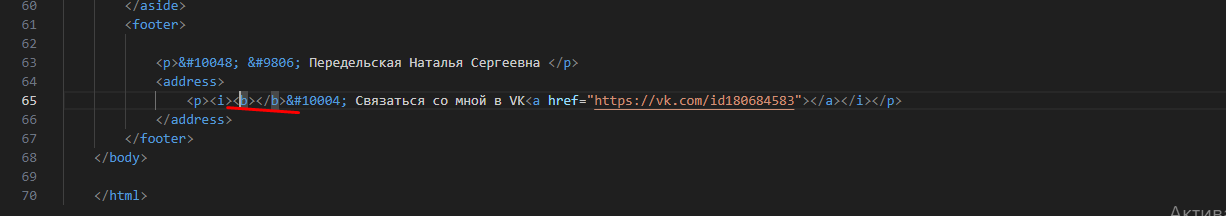 60 </aside>
61 <footer>
62
63 <p>&#10048; &#9806; Передельская Наталья Сергеевна </p>
64 <address>
65 <p><i><b></b>&#10004; Связаться со мной в VK<a href="https://vk.com/id180684583"></a></i></p>
66 </address>
67 </footer>
68 </body>
69
70 </html>